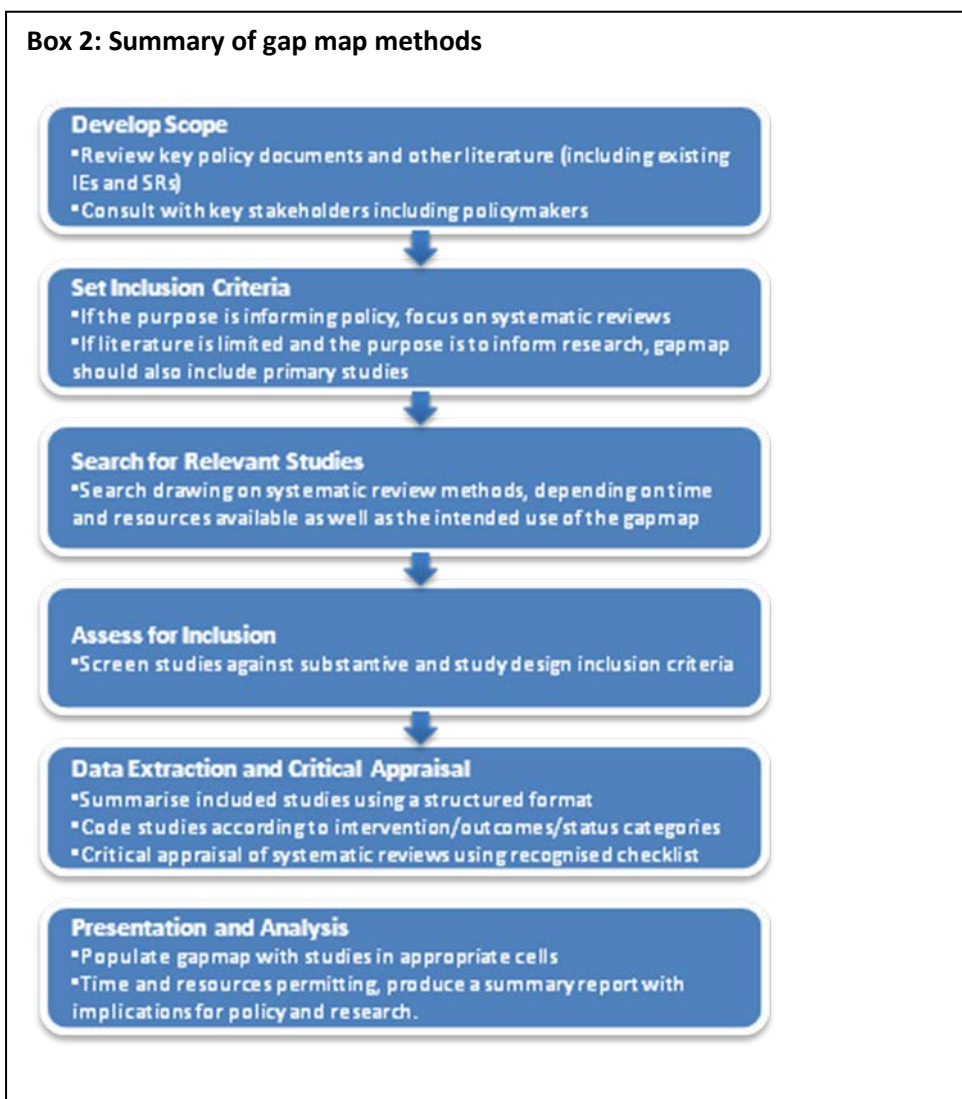 Box 2: Summary of gap map methods
Develop Scope
▪Review key policy documents and other literature (including existing
IEs and SRs)
▪Consult with key stakeholders including policymakers
Set Inclusion Criteria
▪If the purpose is informing policy, focus on systematic reviews
▪If literature is limited and the purpose is to inform research, gapmap
should also include primary studies
Search for Relevant Studies
▪Search drawing on systematic review methods, depending on time
and resources available as well as the intended use of the gapmap
Assess for Inclusion
▪Screen studies against substantive and study design inclusion criteria
Data Extraction and Critical Appraisal
▪Summarise included studies using a structured format
▪Code studies according to intervention/outcomes/status categories
▪Critical appraisal of systematic reviews using recognised checklist
Presentation and Analysis
▪Populate gapmap with studies in appropriate cells
▪Time and resources permitting, produce a summary report with
implications for policy and research.